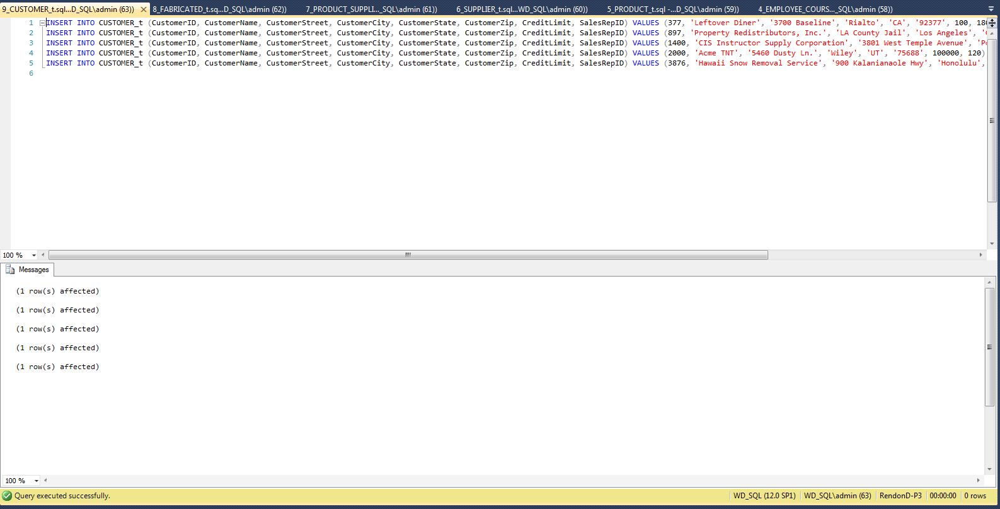 9_CUSTOMER_t.sql...D_SQL\admin (63)) 8_FABRICATED_t.sq...D_SQL\admin (62)) 7_PRODUCT_SUPPLI..._SQL\admin (61)) 6_SUPPLIER_t.sql...WD_SQL\admin (60)) 5_PRODUCT_t.sql -...D_SQL\admin (59)) 4_EMPLOYEE_COURS..._SQL\admin (58))
1 INSERT INTO CUSTOMER_t (CustomerID, CustomerName, CustomerStreet, CustomerCity, CustomerState, CustomerZip, CreditLimit, SalesRepID) VALUES (377, 'Leftover Diner', '3700 Baseline', 'Rialto', 'CA', '92377', 100,
2 INSERT INTO CUSTOMER_t (CustomerID, CustomerName, CustomerStreet, CustomerCity, CustomerState, CustomerZip, CreditLimit, SalesRepID) VALUES (897, 'Property Redistributors, Inc.', 'LA County Jail', 'Los Angeles',
3 INSERT INTO CUSTOMER_t (CustomerID, CustomerName, CustomerStreet, CustomerCity, CustomerState, CustomerZip, CreditLimit, SalesRepID) VALUES (1400, 'CIS Instructor Supply Corporation', '3801 West Temple Avenue',
4 INSERT INTO CUSTOMER_t (CustomerID, CustomerName, CustomerStreet, CustomerCity, CustomerState, CustomerZip, CreditLimit, SalesRepID) VALUES (2000, 'Acme TNT', '5460 Dusty Ln.', 'Wiley', 'UT', '75688', 100000, 120)
5 INSERT INTO CUSTOMER_t (CustomerID, CustomerName, CustomerStreet, CustomerCity, CustomerState, CustomerZip, CreditLimit, SalesRepID) VALUES (3876, 'Hawaii Snow Removal Service', '900 Kalanianaole Hwy', 'Honolulu',
6
100 %
Messages
(1 row(s) affected)
(1 row(s) affected)
(1 row(s) affected)
(1 row(s) affected)
(1 row(s) affected)
100 %
Query executed successfully. WD_SQL (12.0 SP1) WD_SQL\admin (63) RendonD-P3 00:00:00 0 rows